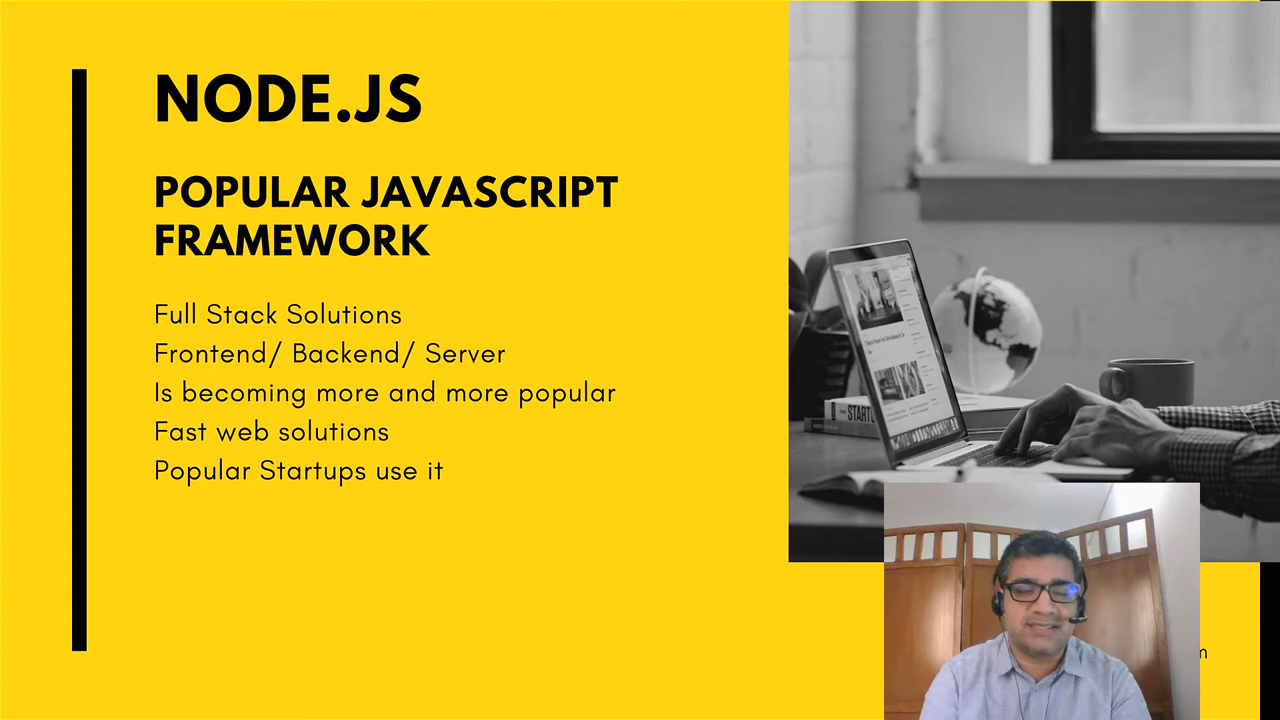 NODE.JS
POPULAR JAVASCRIPT
FRAMEWORK
Full Stack Solutions
Frontend/ Backend/ Server
Is becoming more and more popular
Fast web solutions
Popular Startups use it